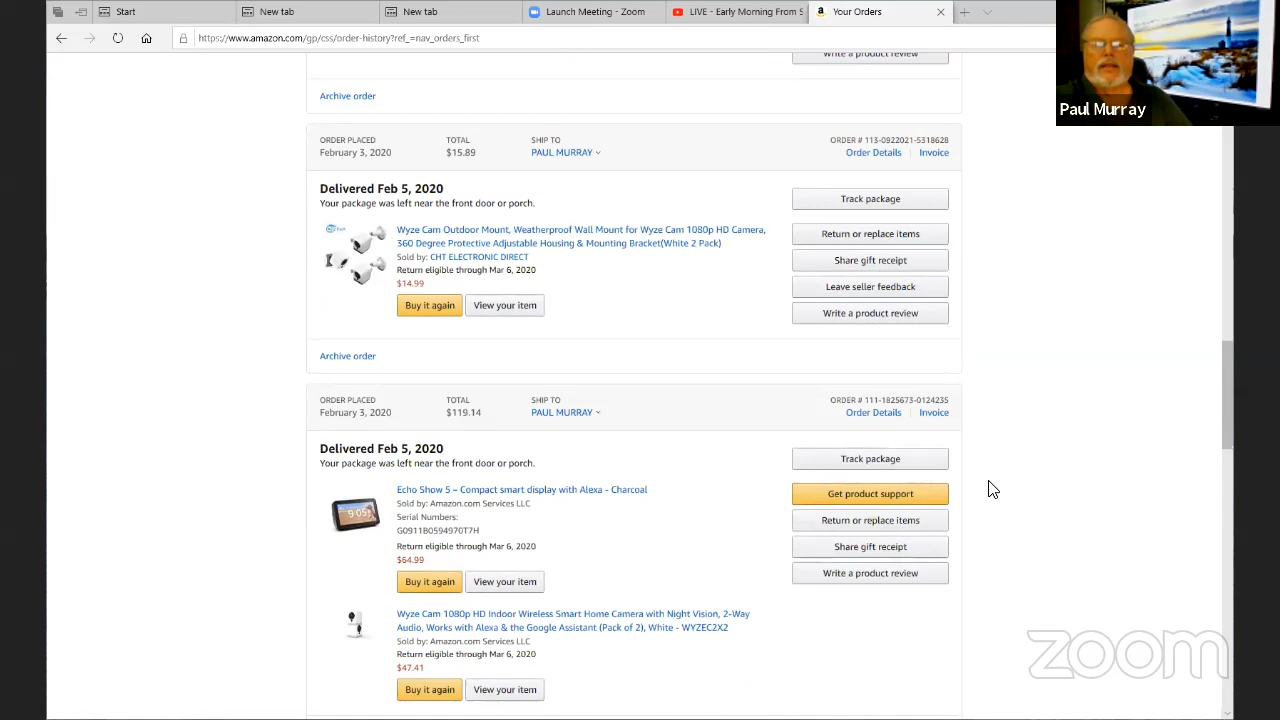 Start
New tab
New tab
Launch Meeting - Zoom
LIVE - Early Morning From S
Your Orders
https://www.amazon.com/gp/css/order-history?ref_=nav_orders_first
Paul Murray
Write a product review
Archive order
ORDER PLACED
February 3, 2020
TOTAL
$15.89
SHIP TO
PAUL MURRAY
ORDER # 113-0922021-5318628
Order Details
Invoice
Delivered Feb 5, 2020
Your package was left near the front door or porch.
Wyze Cam Outdoor Mount, Weatherproof Wall Mount for Wyze Cam 1080p HD Camera,
360 Degree Protective Adjustable Housing & Mounting Bracket(White 2 Pack)
Sold by: CHT ELECTRONIC DIRECT
Return eligible through Mar 6, 2020
$14.99
Buy it again
View your item
Track package
Return or replace items
Share gift receipt
Leave seller feedback
Write a product review
Archive order
ORDER PLACED
February 3, 2020
TOTAL
$119.14
SHIP TO
PAUL MURRAY
ORDER # 111-1825673-0124235
Order Details
Invoice
Delivered Feb 5, 2020
Your package was left near the front door or porch.
Echo Show 5 – Compact smart display with Alexa - Charcoal
Sold by: Amazon.com Services LLC
Serial Numbers:
G0911B0594970T7H
Return eligible through Mar 6, 2020
$64.99
Buy it again
View your item
9:05
Track package
Get product support
Return or replace items
Share gift receipt
Write a product review
Wyze Cam 1080p HD Indoor Wireless Smart Home Camera with Night Vision, 2-Way
Audio, Works with Alexa & the Google Assistant (Pack of 2), White - WYZEC2X2
Sold by: Amazon.com Services LLC
Return eligible through Mar 6, 2020
$47.41
Buy it again
View your item
zoom